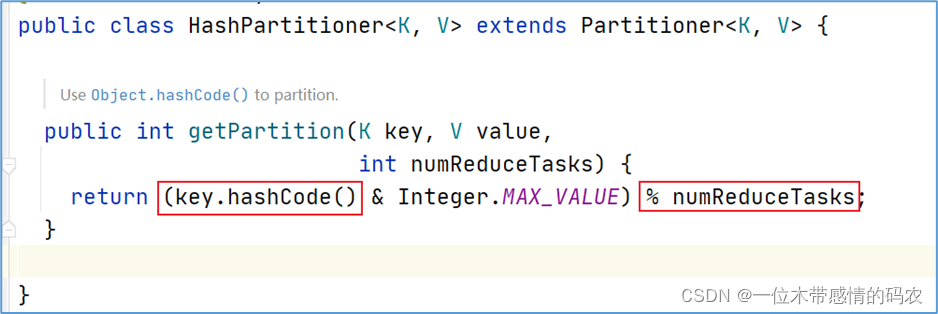 public class HashPartitioner<K, V> extends Partitioner<K, V> {
Use Object.hashCode() to partition.
public int getPartition(K key, V value,
int numReduceTasks) {
return (key.hashCode() & Integer.MAX_VALUE) % numReduceTasks;
}
}
CSDN @一位木带感情的码农